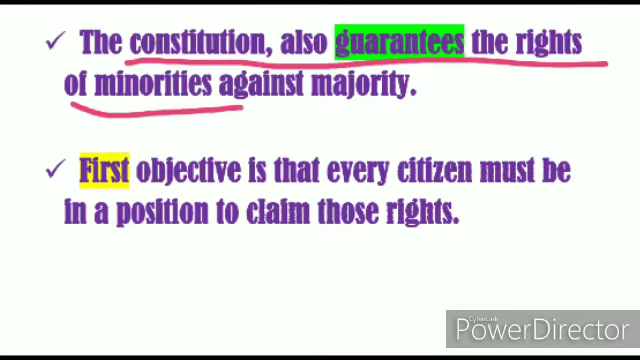 ✓ The constitution, also guarantees the rights
of minorities against majority.
✓ First objective is that every citizen must be
in a position to claim those rights.
CyberLink
PowerDirector